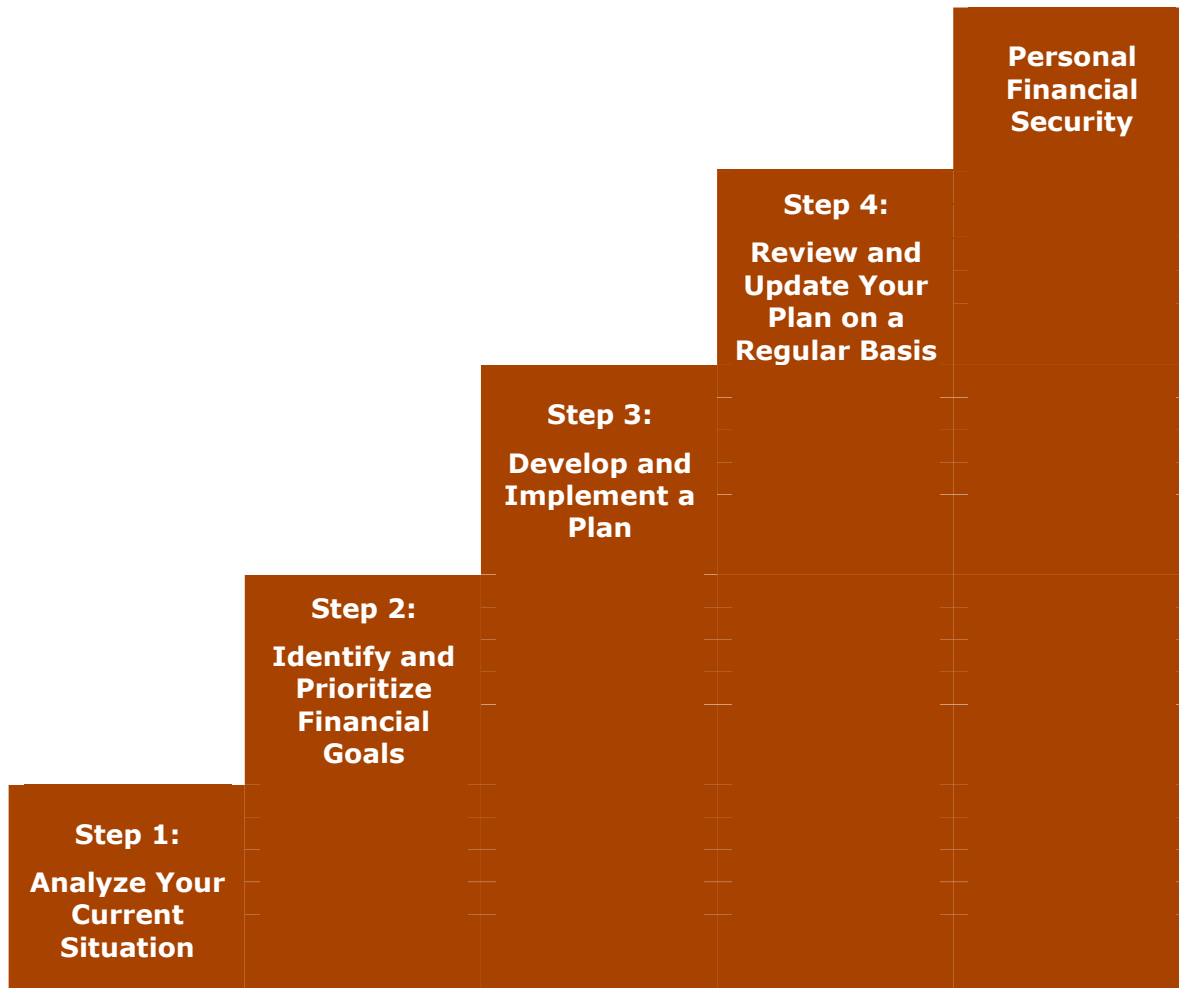 Personal
Financial
Security
Step 4:
Review and
Update Your
Plan on a
Regular Basis
Step 3:
Develop and
Implement a
Plan
Step 2:
Identify and
Prioritize
Financial
Goals
Step 1:
Analyze Your
Current
Situation